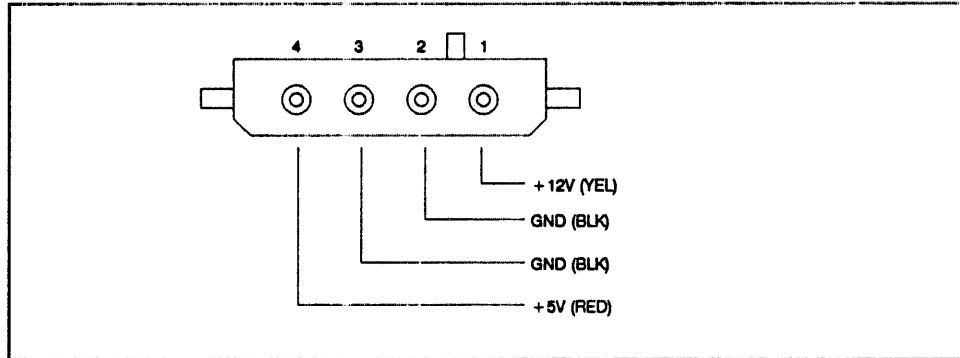 4 3 2 1
+12V (YEL)
GND (BLK)
GND (BLK)
+5V (RED)